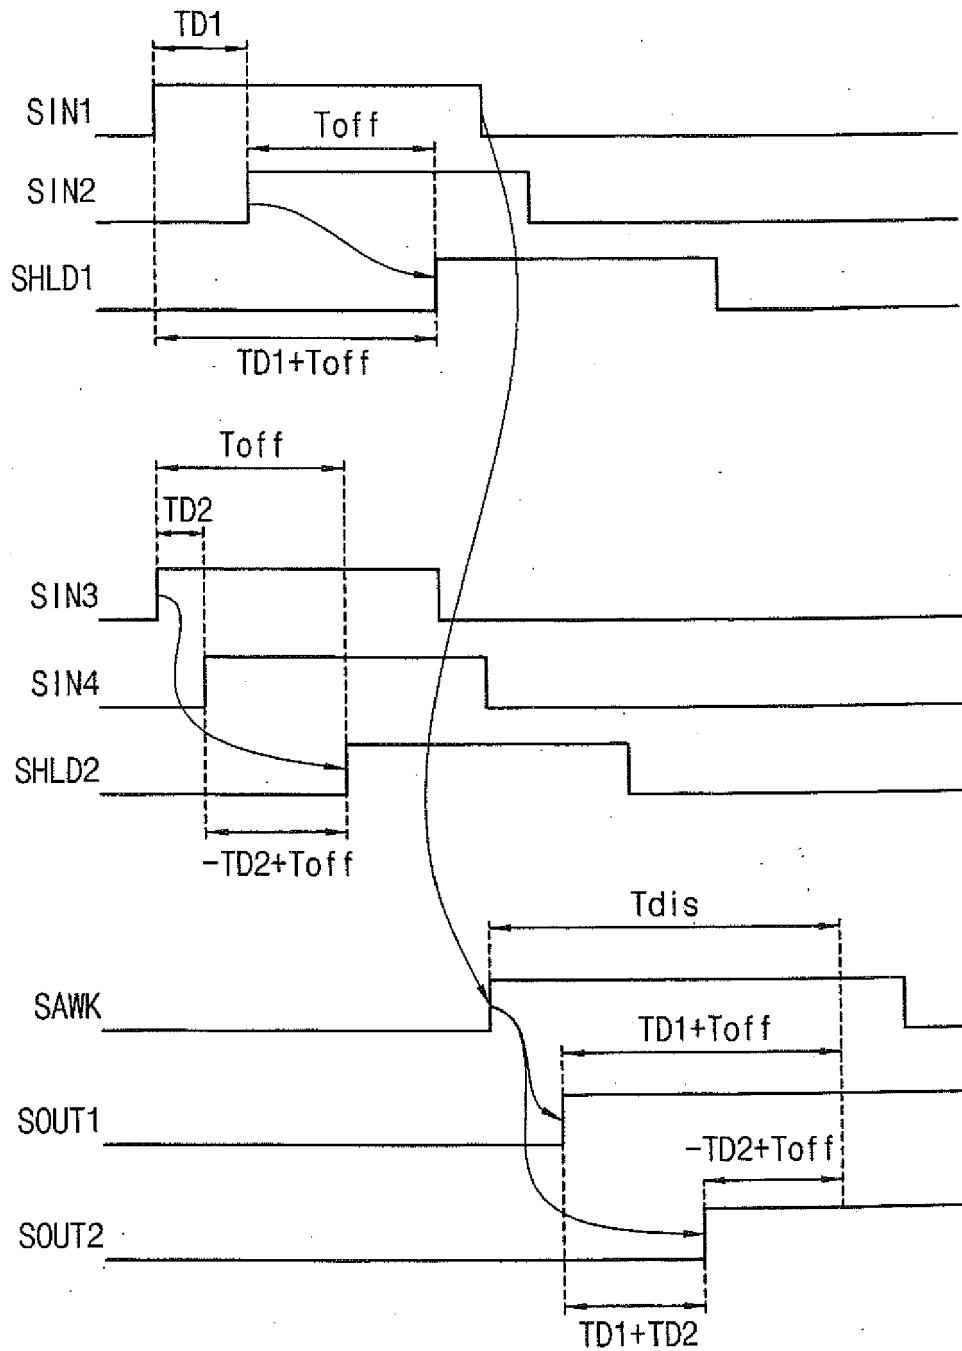 TD1
SIN1
Toff
SIN2
SHLD1
TD1+Toff
Toff
TD2
SIN3
SIN4
SHLD2
-TD2+Toff
Tdis
SAWK
TD1+Toff
SOUT1
-TD2+Toff
SOUT2
TD1+TD2